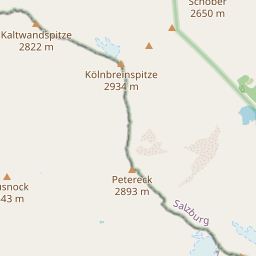 Schober
2650 m
Kaltwandspitze
2822 m
Kölnbreinspitze
2934 m
Petereck
2893 m
Salzburg